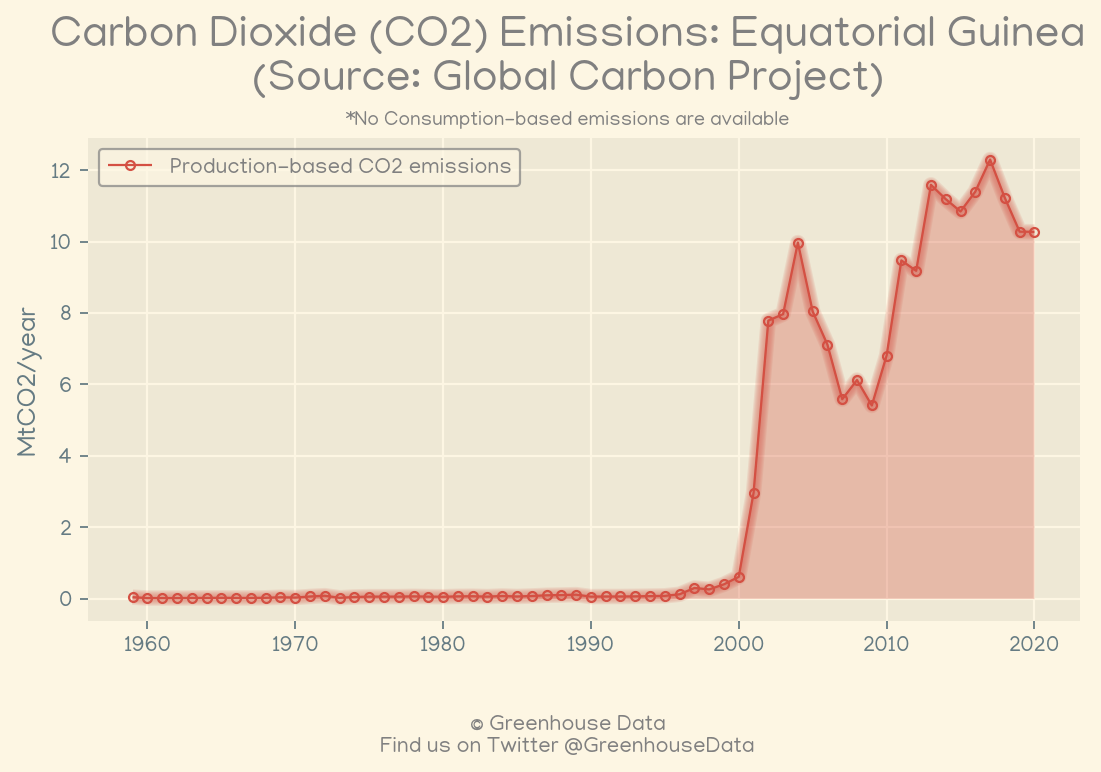 Carbon Dioxide (CO2) Emissions: Equatorial Guinea
(Source: Global Carbon Project)
*No Consumption-based emissions are available
Production-based CO2 emissions
MtCO2/year
12
10
8
6
4
2
0
1960 1970 1980 1990 2000 2010 2020
© Greenhouse Data
Find us on Twitter @GreenhouseData